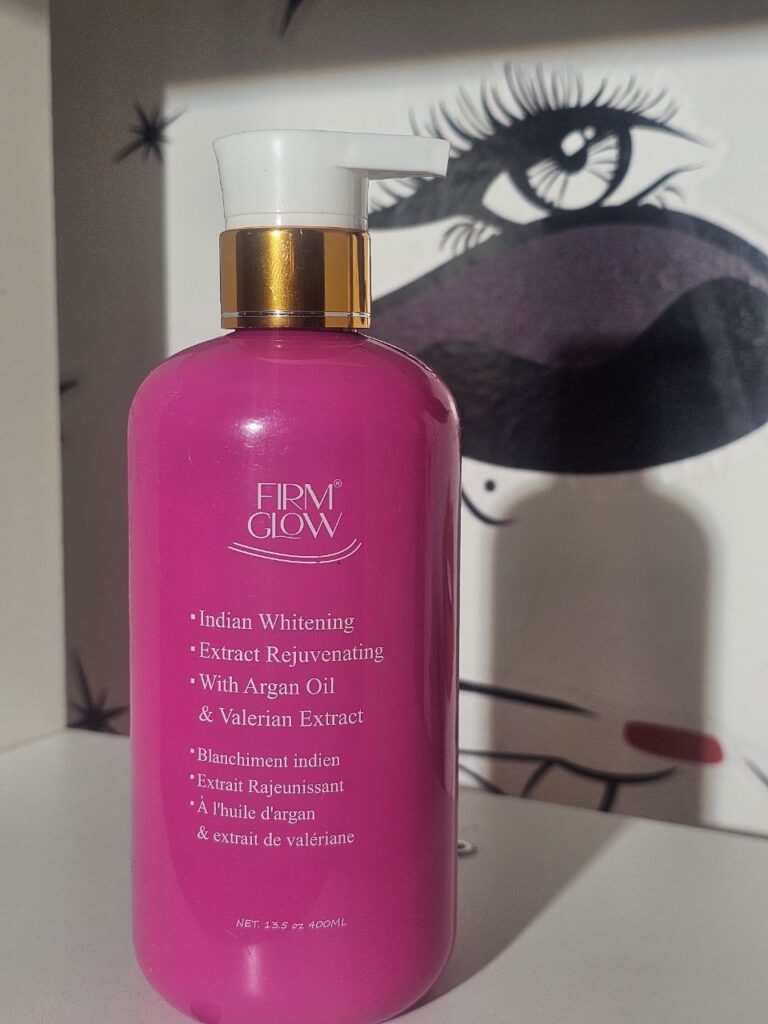 FIRM®
GLOW
▪Indian Whitening
▪Extract Rejuvenating
▪With Argan Oil
& Valerian Extract
▪Blanchiment indien
▪Extrait Rajeunissant
▪À l'huile d'argan
& extrait de valériane
NET. 13.5 oz 400ML